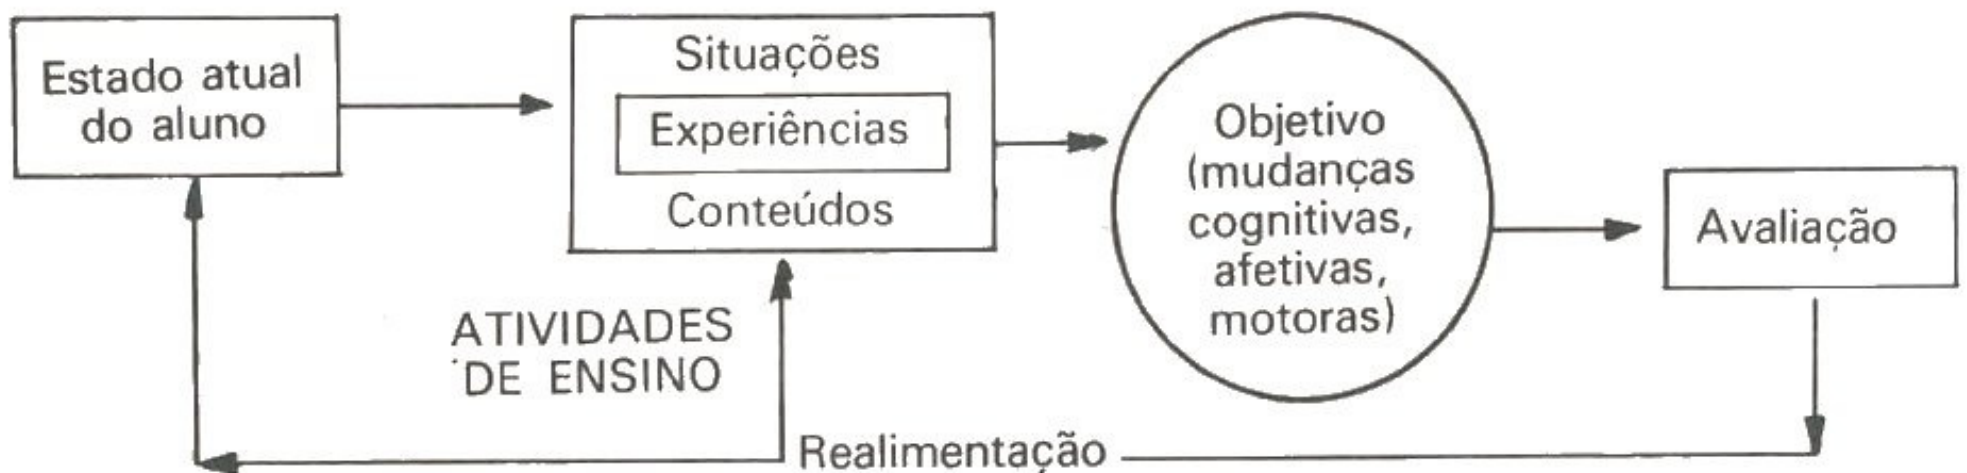 Estado atual
do aluno
Situações
Experiências
Conteúdos
Objetivo
(mudanças
cognitivas,
afetivas,
motoras)
Avaliação
ATIVIDADES
DE ENSINO
Realimentação